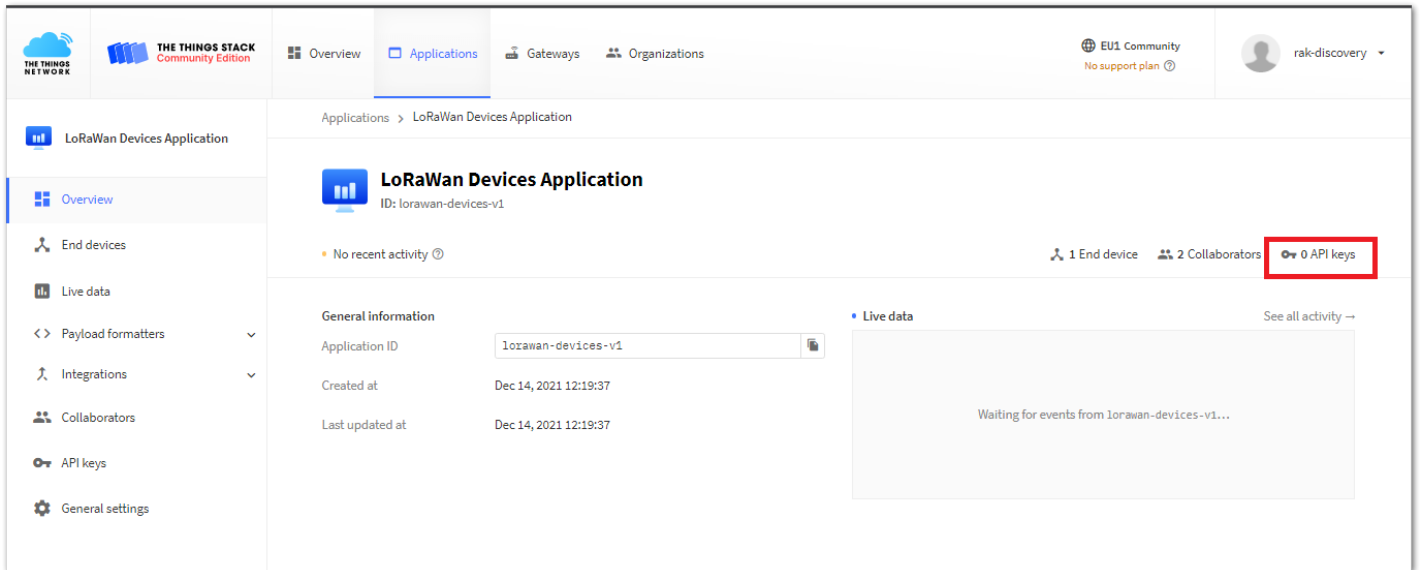 THE THINGS
NETWORK
THE THINGS STACK
Community Edition
Overview
Applications
Gateways
Organizations
EU1 Community
No support plan
rak-discovery
LoRaWan Devices Application
Overview
End devices
Live data
Payload formatters
Integrations
Collaborators
API keys
General settings
Applications > LoRaWan Devices Application
LoRaWan Devices Application
ID: lorawan-devices-v1
No recent activity
1 End device
2 Collaborators
0 API keys
General information
Application ID
lorawan-devices-v1
Created at
Dec 14, 2021 12:19:37
Last updated at
Dec 14, 2021 12:19:37
Live data
See all activity →
Waiting for events from lorawan-devices-v1...